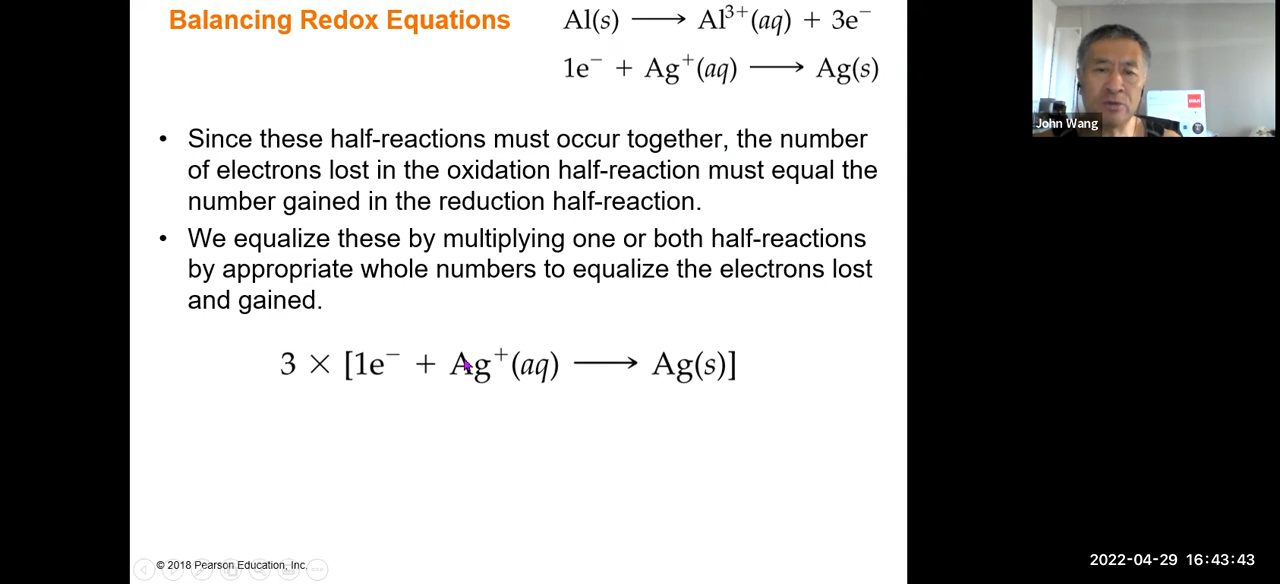 Balancing Redox Equations
Al(s) ⟶ Al³⁺(aq) + 3e⁻
1e⁻ + Ag⁺(aq) ⟶ Ag(s)
• Since these half-reactions must occur together, the number
of electrons lost in the oxidation half-reaction must equal the
number gained in the reduction half-reaction.
• We equalize these by multiplying one or both half-reactions
by appropriate whole numbers to equalize the electrons lost
and gained.
3 × [1e⁻ + Ag⁺(aq) ⟶ Ag(s)]
© 2018 Pearson Education, Inc.
John Wang
2022-04-29 16:43:43